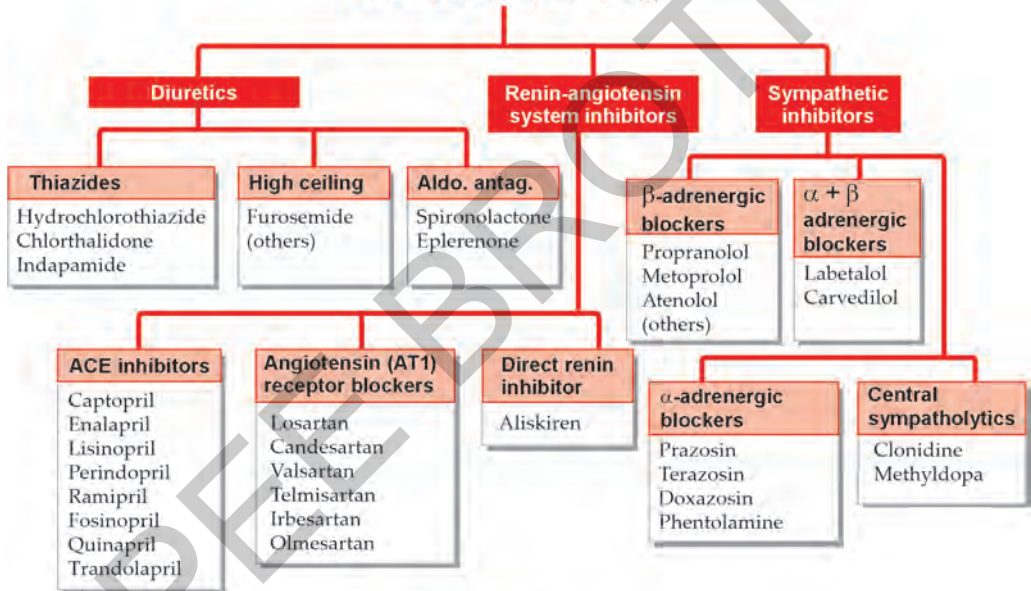 Diuretics
Renin-angiotensin
system inhibitors
Sympathetic
inhibitors
Thiazides
Hydrochlorothiazide
Chlorthalidone
Indapamide
High ceiling
Furosemide
(others)
Aldo. antag.
Spironolactone
Eplerenone
β-adrenergic
blockers
Propranolol
Metoprolol
Atenolol
(others)
α + β
adrenergic
blockers
Labetalol
Carvedilol
ACE inhibitors
Captopril
Enalapril
Lisinopril
Perindopril
Ramipril
Fosinopril
Quinapril
Trandolapril
Angiotensin (AT1)
receptor blockers
Losartan
Candesartan
Valsartan
Telmisartan
Irbesartan
Olmesartan
Direct renin
inhibitor
Aliskiren
α-adrenergic
blockers
Prazosin
Terazosin
Doxazosin
Phentolamine
Central
sympatholytics
Clonidine
Methyldopa